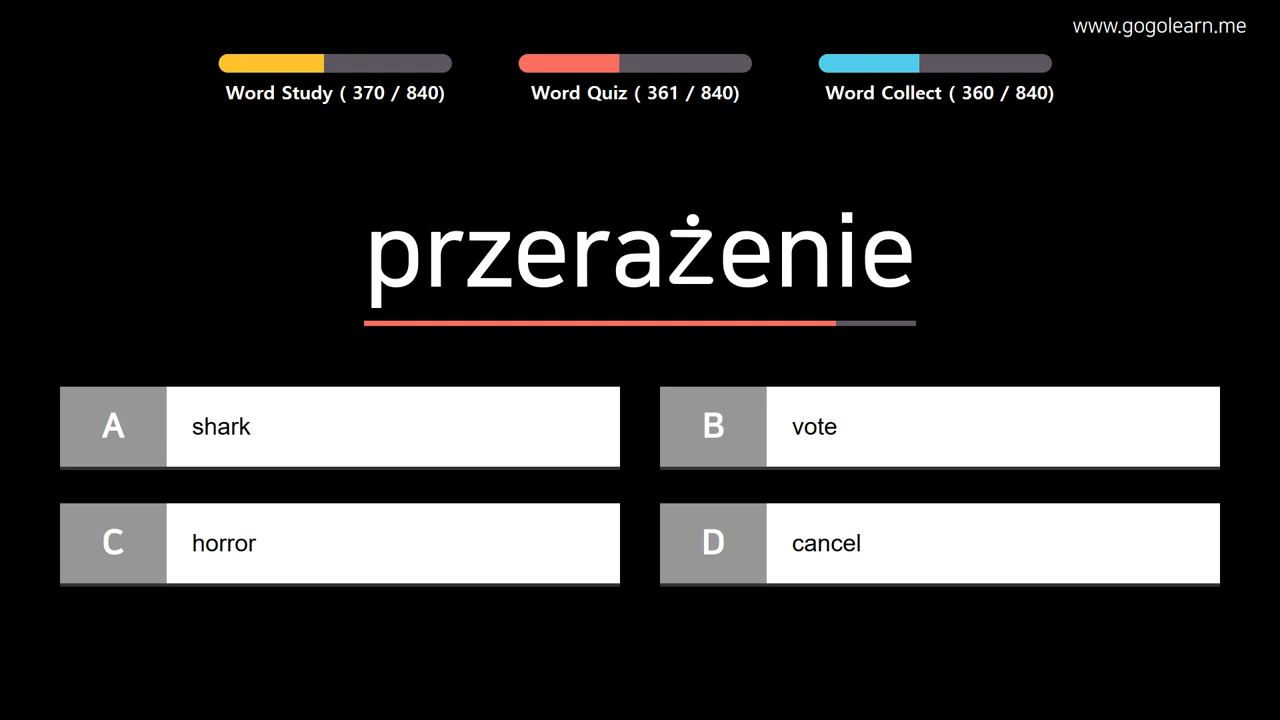 www.gogolearn.me
Word Study ( 370 / 840)
Word Quiz ( 361 / 840)
Word Collect ( 360 / 840)
przerażenie
A shark
B vote
C horror
D cancel